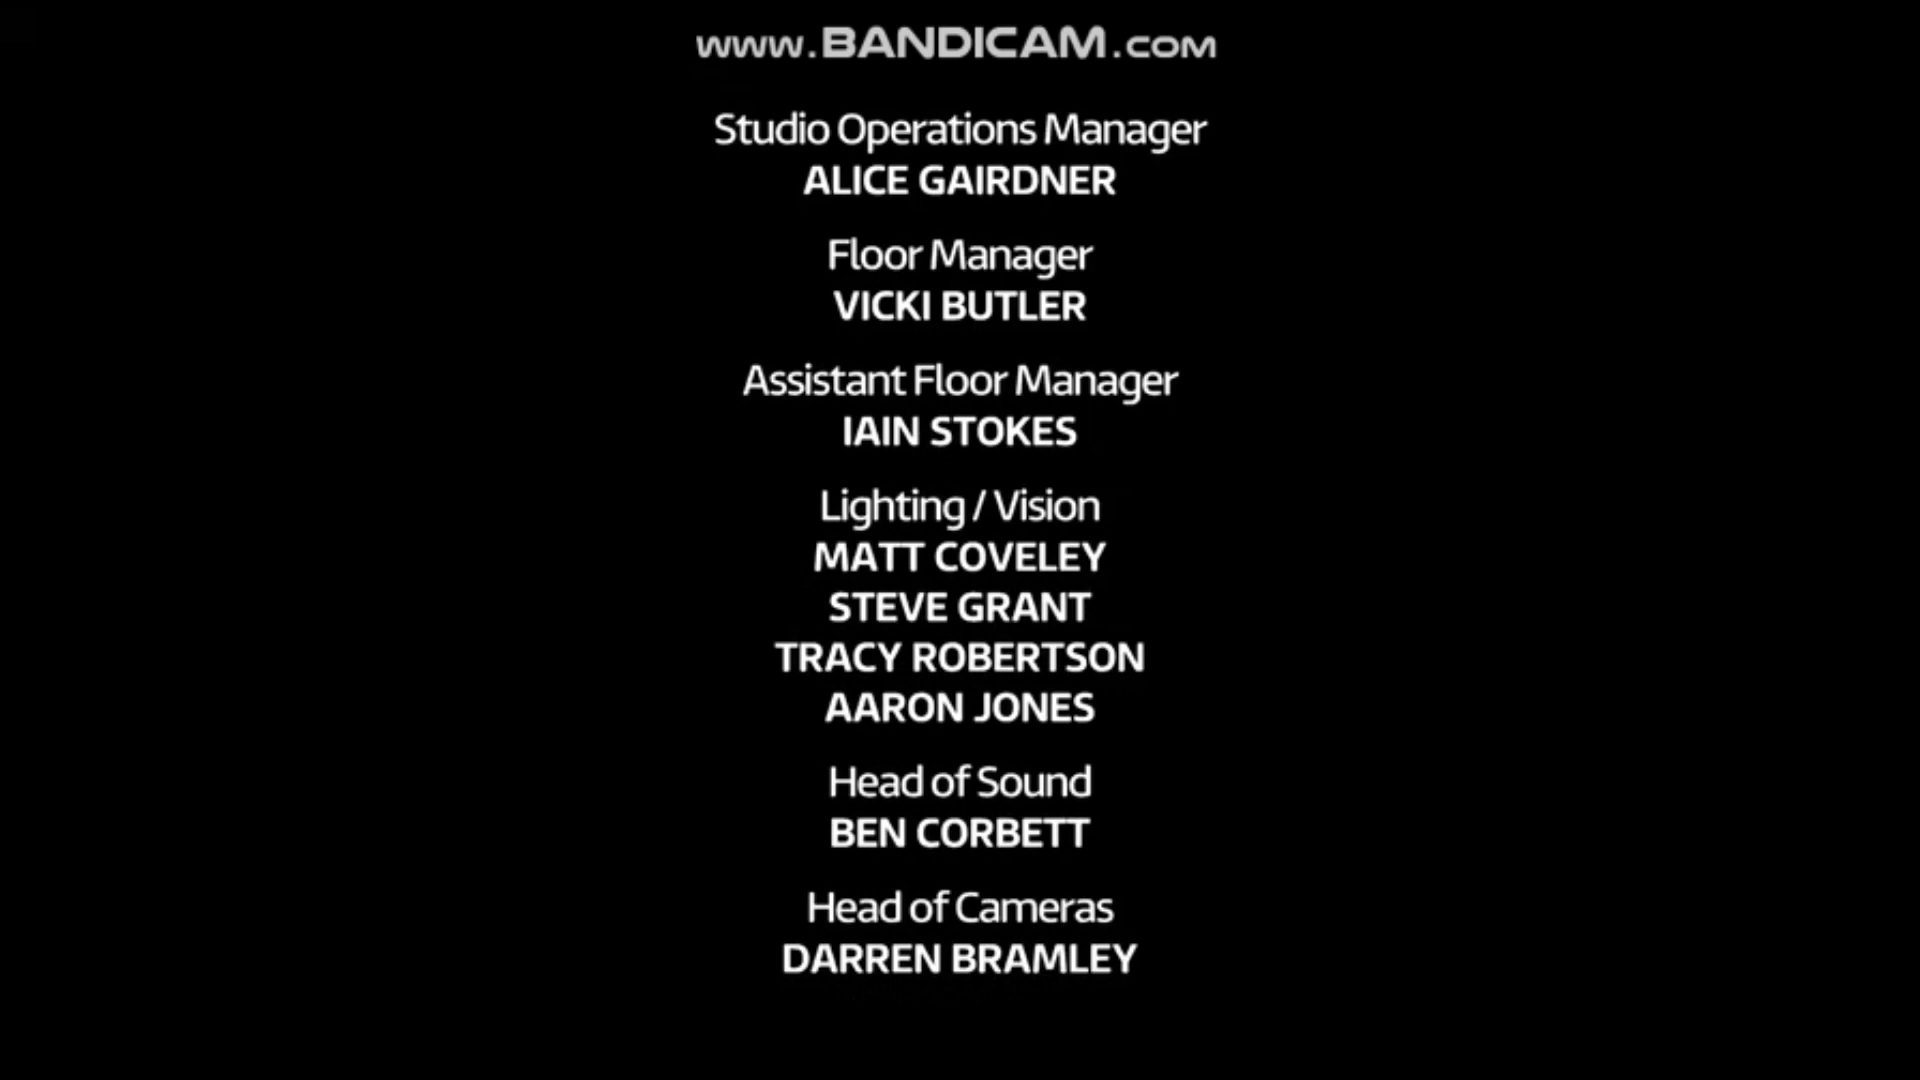 www.BANDICAM.com
Studio Operations Manager
ALICE GAIRDNER
Floor Manager
VICKI BUTLER
Assistant Floor Manager
IAIN STOKES
Lighting / Vision
MATT COVELEY
STEVE GRANT
TRACY ROBERTSON
AARON JONES
Head of Sound
BEN CORBETT
Head of Cameras
DARREN BRAMLEY